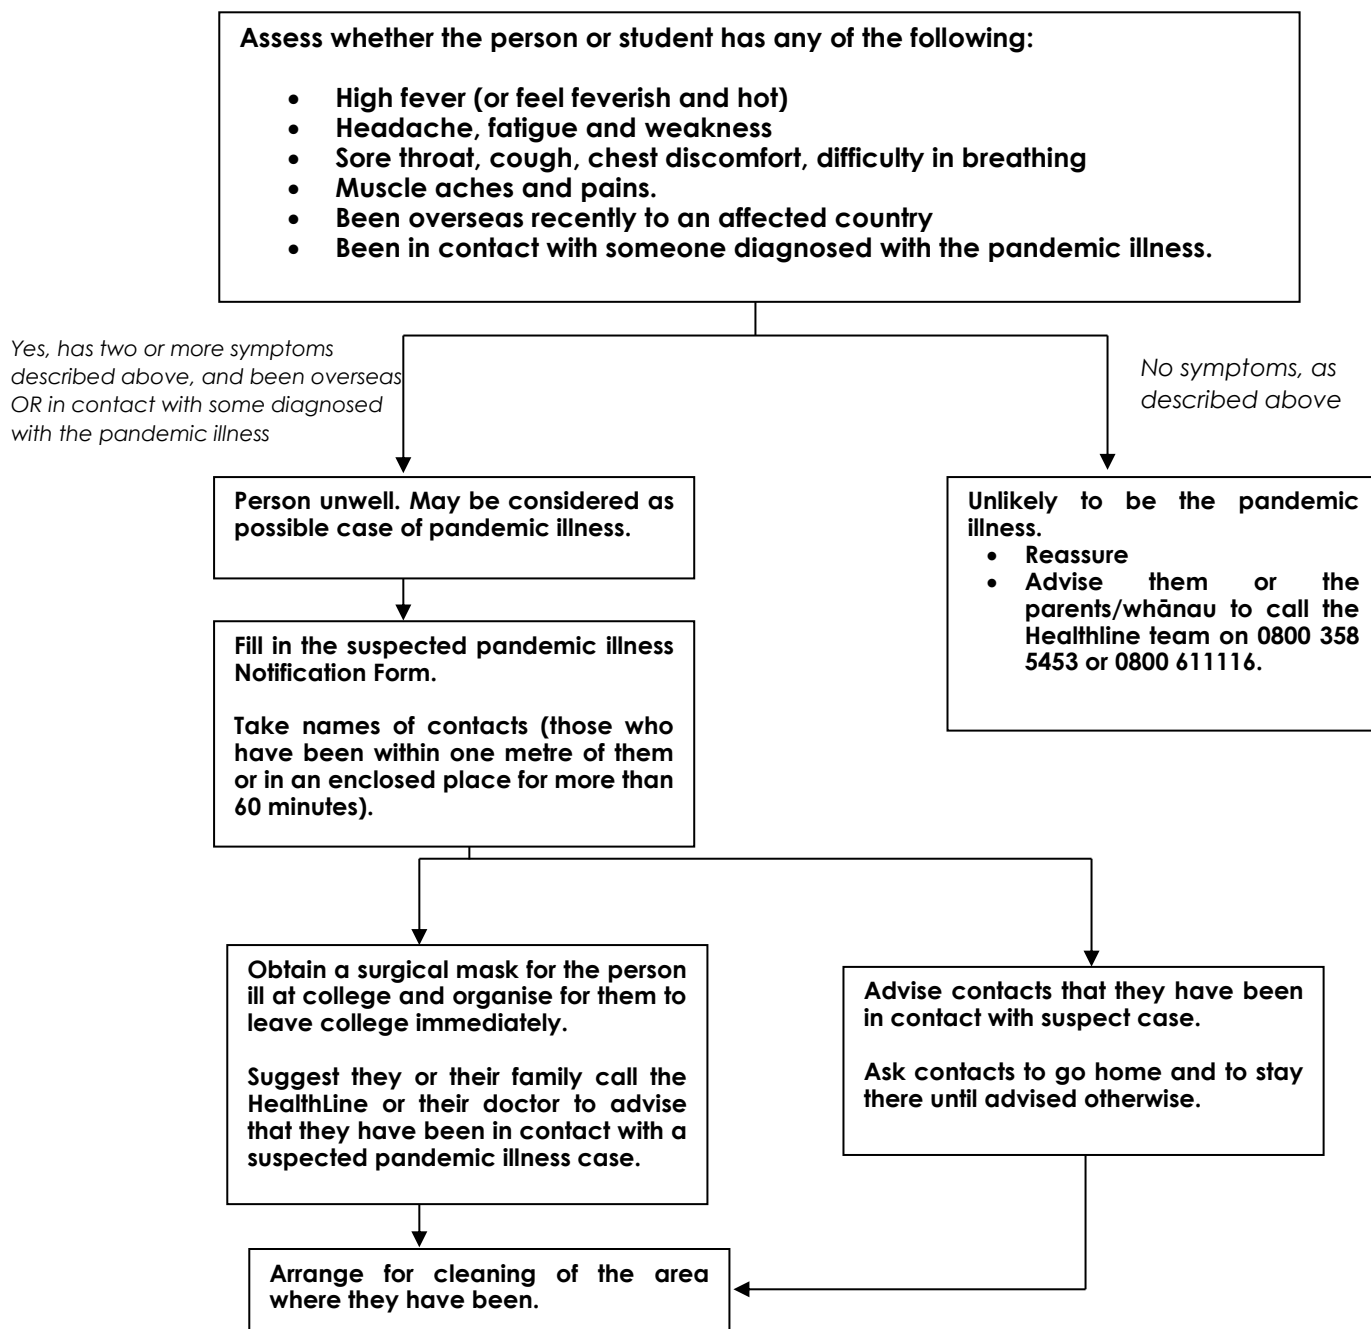 Assess whether the person or student has any of the following:
• High fever (or feel feverish and hot)
• Headache, fatigue and weakness
• Sore throat, cough, chest discomfort, difficulty in breathing
• Muscle aches and pains.
• Been overseas recently to an affected country
• Been in contact with someone diagnosed with the pandemic illness.
Yes, has two or more symptoms
described above, and been overseas
OR in contact with some diagnosed
with the pandemic illness
No symptoms, as
described above
Person unwell. May be considered as
possible case of pandemic illness.
Unlikely to be the pandemic
illness.
• Reassure
• Advise them or the
parents/whānau to call the
Healthline team on 0800 358
5453 or 0800 611116.
Fill in the suspected pandemic illness
Notification Form.
Take names of contacts (those who
have been within one metre of them
or in an enclosed place for more than
60 minutes).
Obtain a surgical mask for the person
ill at college and organise for them to
leave college immediately.
Suggest they or their family call the
HealthLine or their doctor to advise
that they have been in contact with a
suspected pandemic illness case.
Advise contacts that they have been
in contact with suspect case.
Ask contacts to go home and to stay
there until advised otherwise.
Arrange for cleaning of the area
where they have been.